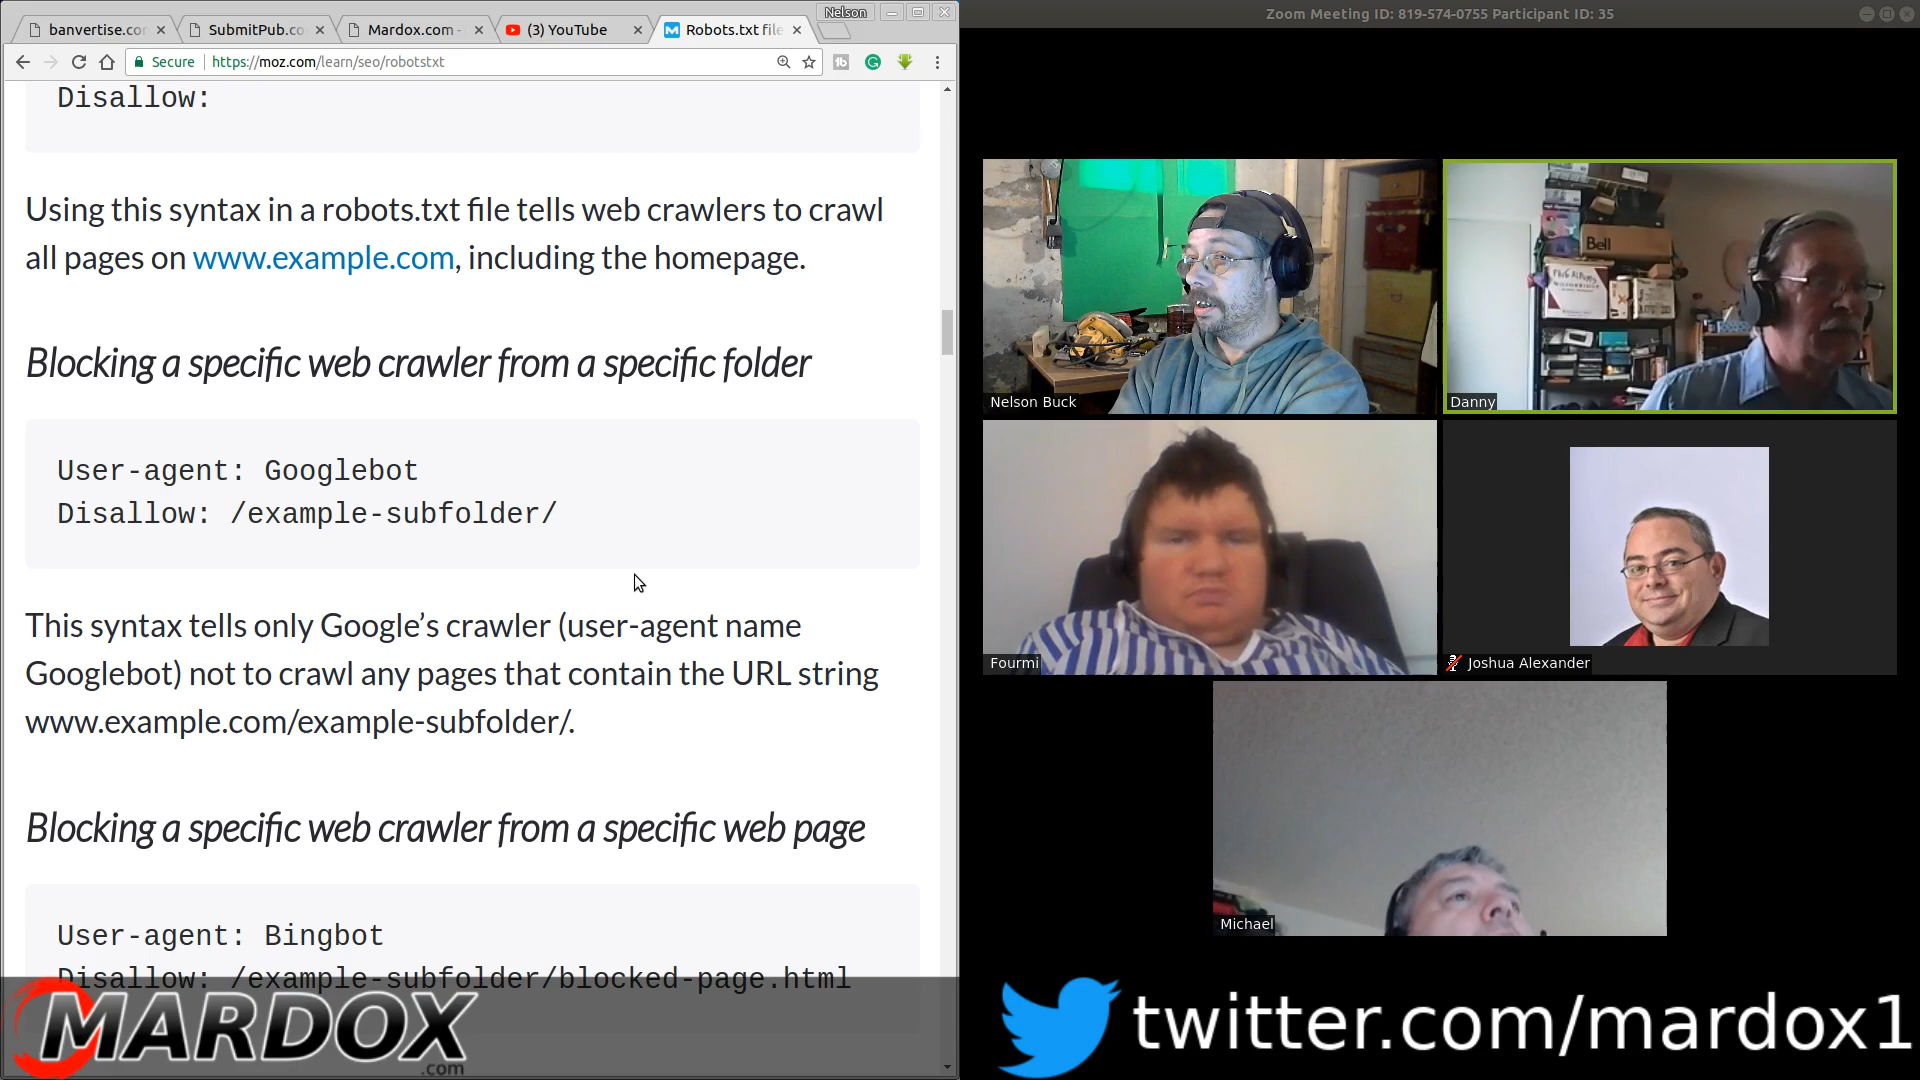 Nelson
banvertise.co
SubmitPub.co
Mardox.com -
(3) YouTube
Robots.txt file
Secure
https://moz.com/learn/seo/robotstxt
Disallow:
Using this syntax in a robots.txt file tells web crawlers to crawl
all pages on www.example.com, including the homepage.
Blocking a specific web crawler from a specific folder
User-agent: Googlebot
Disallow: /example-subfolder/
This syntax tells only Google’s crawler (user-agent name
Googlebot) not to crawl any pages that contain the URL string
www.example.com/example-subfolder/.
Blocking a specific web crawler from a specific web page
User-agent: Bingbot
Disallow: /example-subfolder/blocked-page.html
MARDOX
.com
Zoom Meeting ID: 819-574-0755 Participant ID: 35
Nelson Buck
Bell
Danny
Fourmi
Joshua Alexander
Michael
twitter.com/mardox1